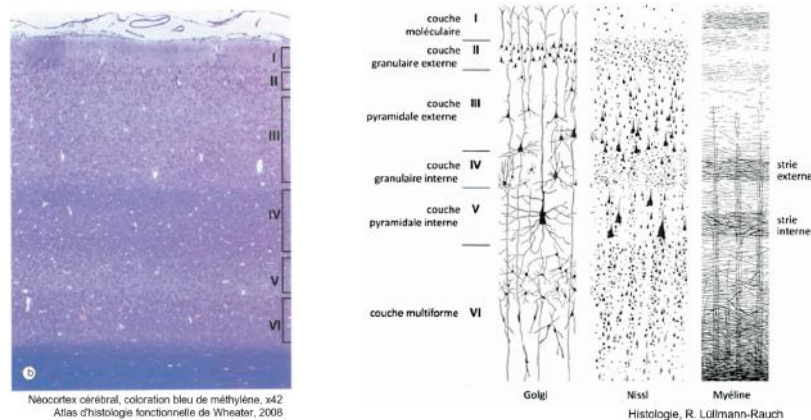 I
II
III
IV
V
VI
b
Néocortex cérébral, coloration bleu de méthylène, x42
Atlas d'histologie fonctionnelle de Wheater, 2008
couche moléculaire I
couche granulaire externe II
couche pyramidale externe III
couche granulaire interne IV
couche pyramidale interne V
couche multiforme VI
strie externe
strie interne
Golgi Nissl Myéline
Histologie, R. Lüllmann-Rauch